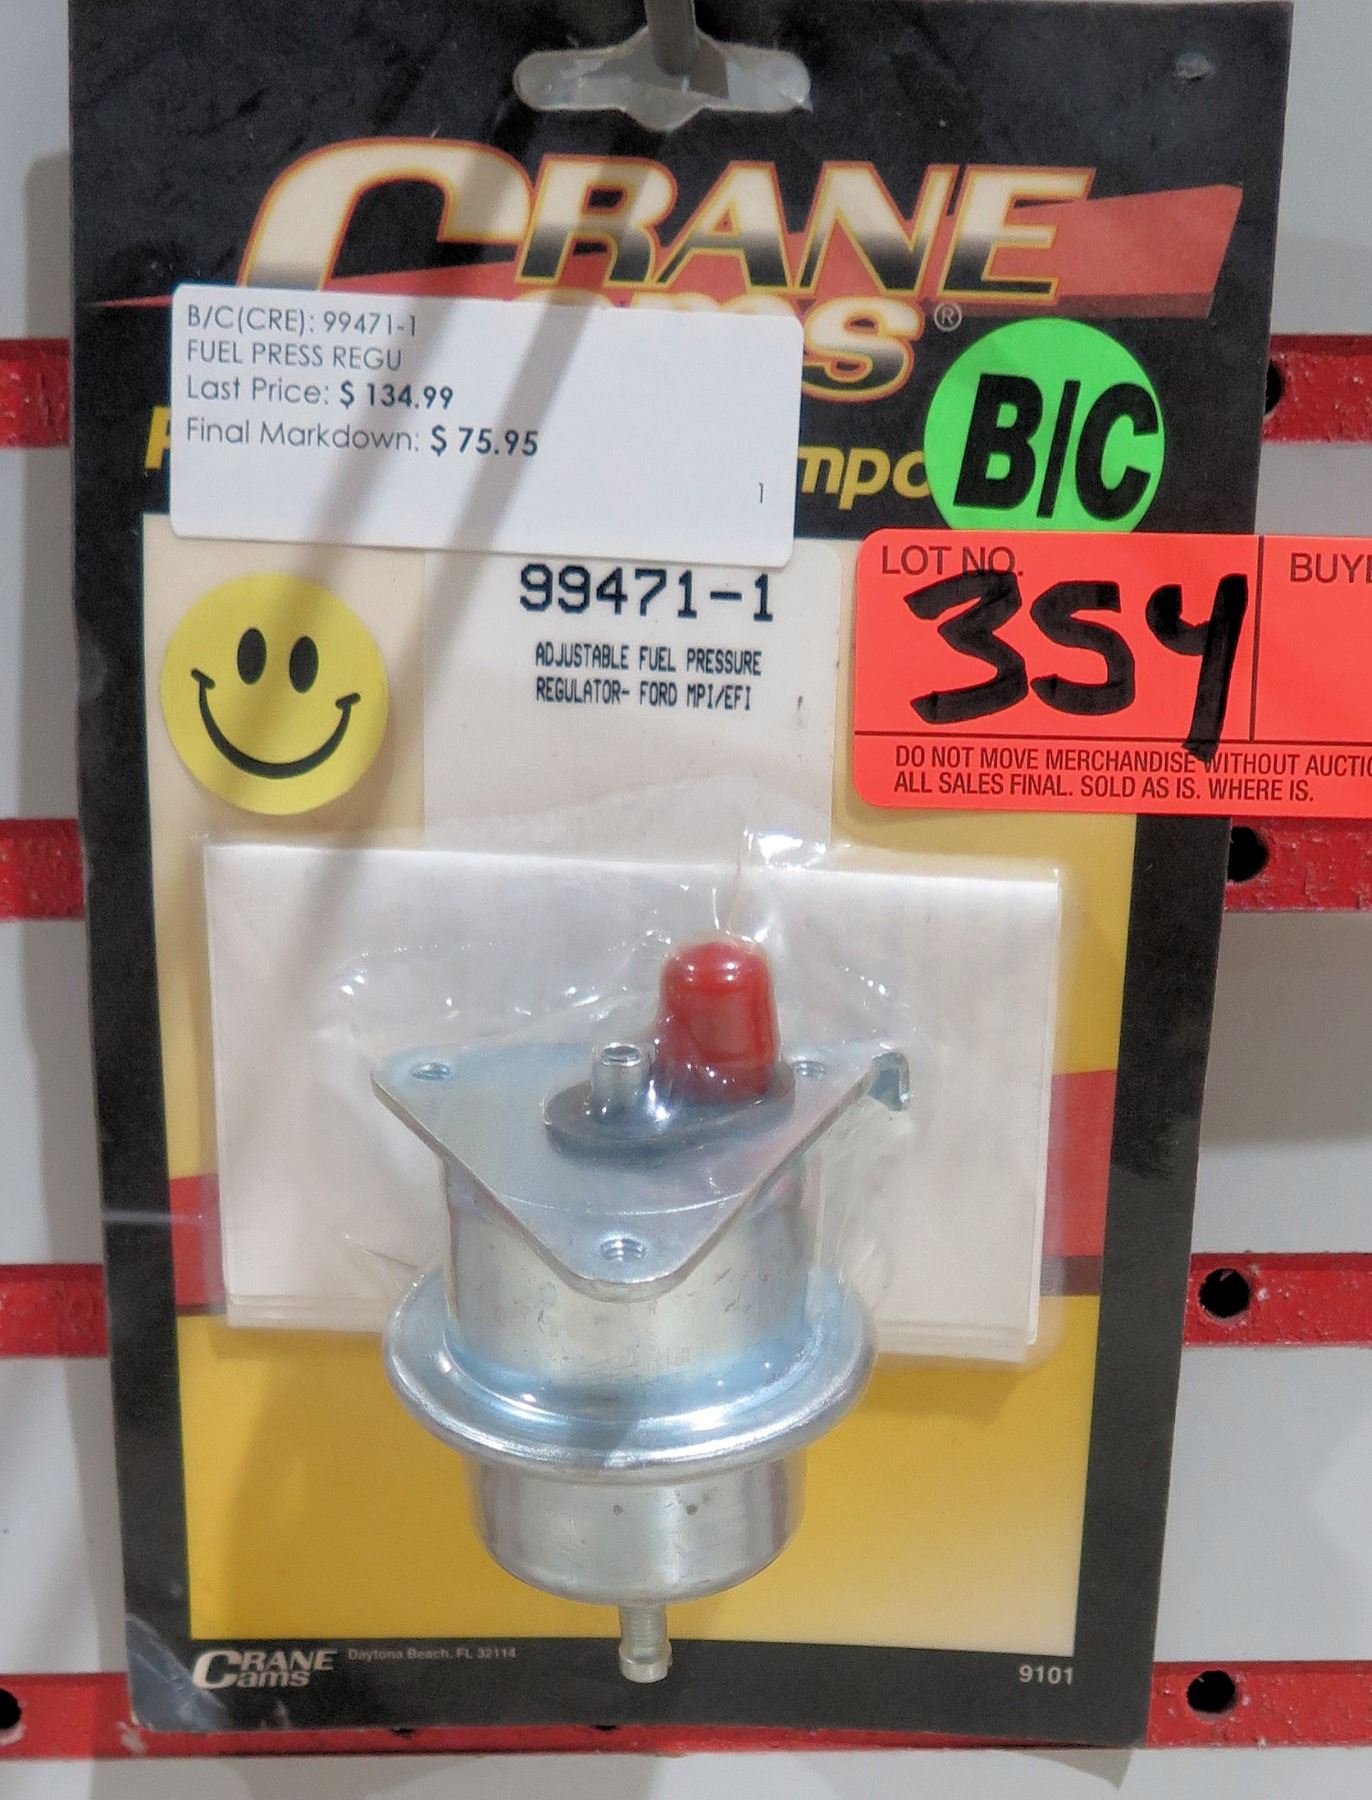 CRANE
Cams®
B/C(CRE): 99471-1
FUEL PRESS REGU
Last Price: $ 134.99
Final Markdown: $ 75.95
1
B/C
99471-1
ADJUSTABLE FUEL PRESSURE
REGULATOR- FORD MPI/EFI
LOT NO.
354
DO NOT MOVE MERCHANDISE WITHOUT
ALL SALES FINAL. SOLD AS IS. WHERE IS.
CRANE
Cams
Daytona Beach, FL 32114
9101